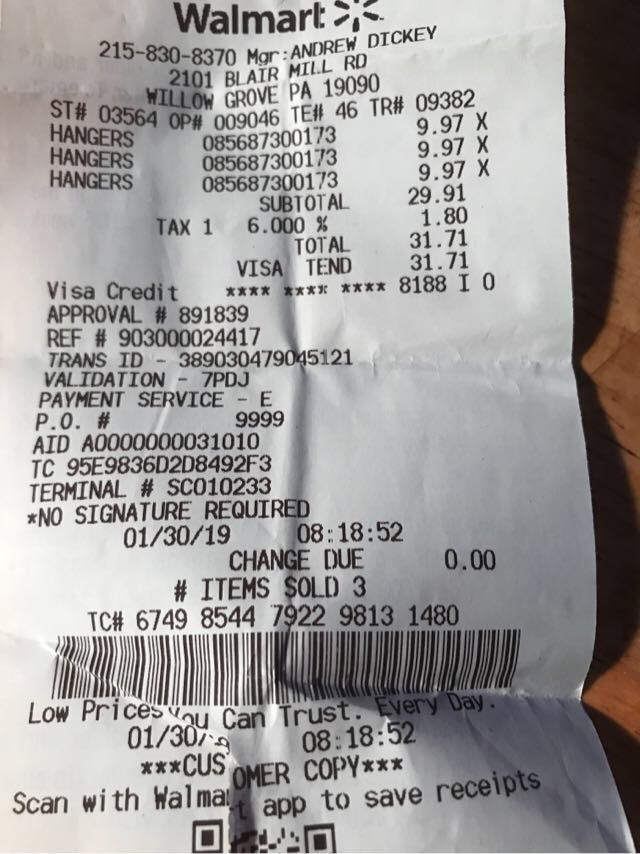 Walmart
215-830-8370 Mgr:ANDREW DICKEY
2101 BLAIR MILL RD
WILLOW GROVE PA 19090
ST# 03564 OP# 009046 TE# 46 TR# 09382
HANGERS 085687300173 9.97 X
HANGERS 085687300173 9.97 X
HANGERS 085687300173 9.97 X
SUBTOTAL 29.91
TAX 1 6.000 % 1.80
TOTAL 31.71
VISA TEND 31.71
Visa Credit **** **** **** 8188 I 0
APPROVAL # 891839
REF # 903000024417
TRANS ID - 389030479045121
VALIDATION - 7PDJ
PAYMENT SERVICE - E
P.O. # 9999
AID A0000000031010
TC 95E9836D2D8492F3
TERMINAL # SC010233
*NO SIGNATURE REQUIRED
01/30/19 08:18:52
CHANGE DUE 0.00
# ITEMS SOLD 3
TC# 6749 8544 7922 9813 1480
Low Prices You Can Trust. Every Day.
01/30/19 08:18:52
***CUSTOMER COPY***
Scan with Walmart app to save receipts